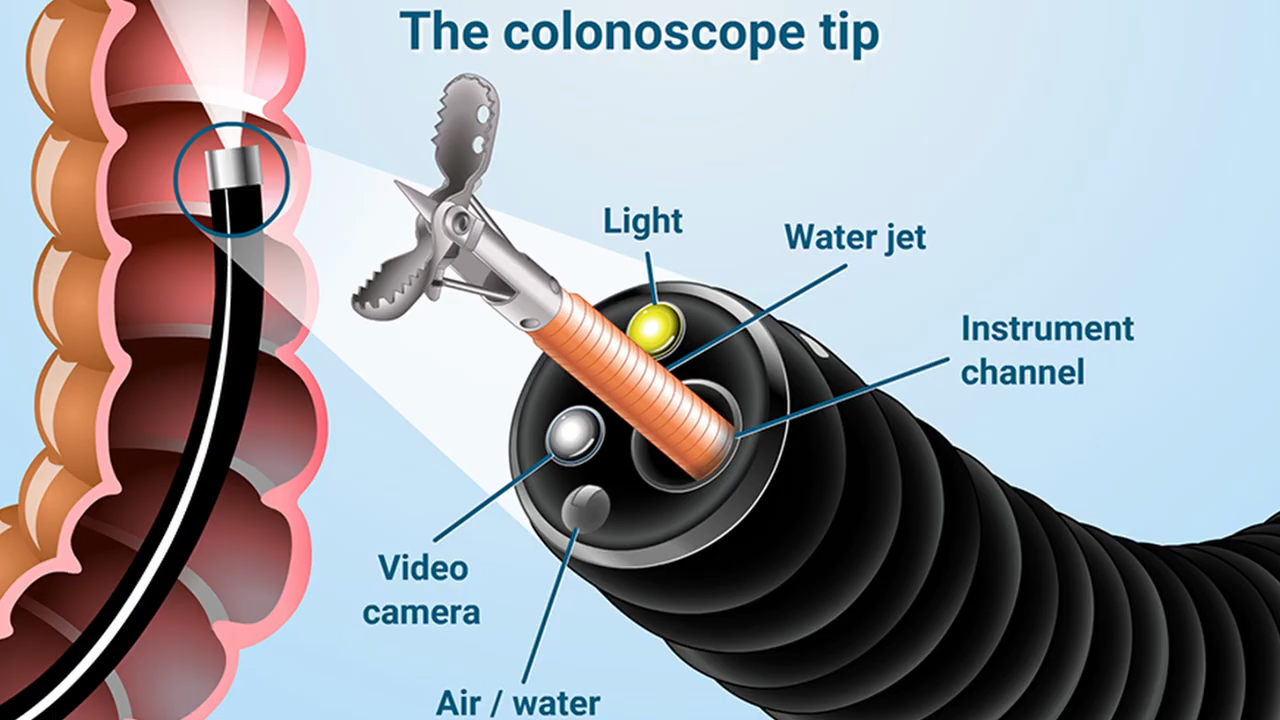 The colonoscope tip
Light
Water jet
Instrument
channel
Video
camera
Air / water